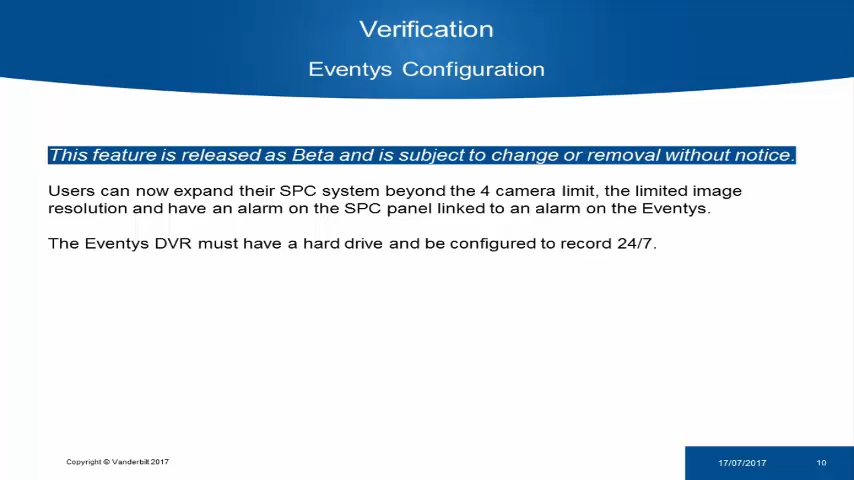 Verification
Eventys Configuration
This feature is released as Beta and is subject to change or removal without notice.
Users can now expand their SPC system beyond the 4 camera limit, the limited image
resolution and have an alarm on the SPC panel linked to an alarm on the Eventys.
The Eventys DVR must have a hard drive and be configured to record 24/7.
Copyright © Vanderbilt 2017
17/07/2017
10